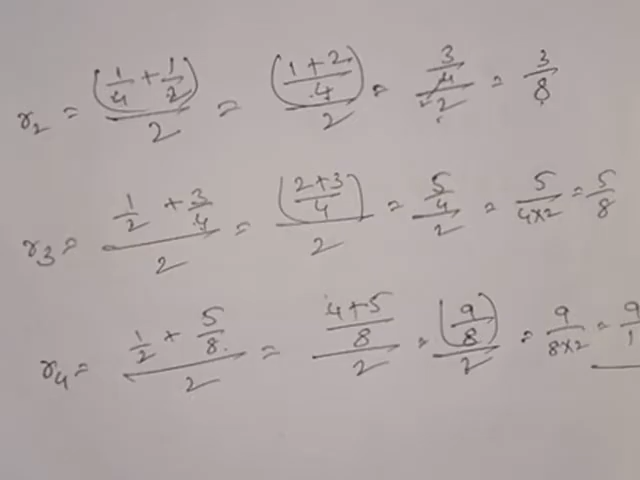 r₂ = (1/4 + 1/2)/2 = ((1+2)/4)/2 = (3/4)/2 = 3/8
r₃ = (1/2 + 3/4)/2 = ((2+3)/4)/2 = (5/4)/2 = 5/(4×2) = 5/8
r₄ = (1/2 + 5/8)/2 = ((4+5)/8)/2 = (9/8)/2 = 9/(8×2) = 9/1